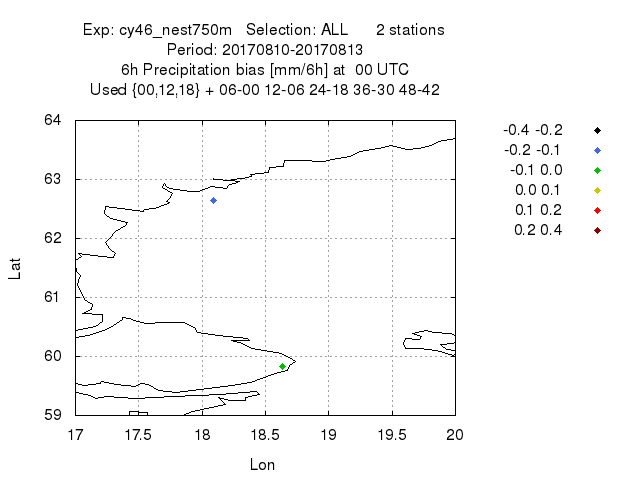 Exp: cy46_nest750m   Selection: ALL      2 stations
Period: 20170810-20170813
6h Precipitation bias [mm/6h] at  00 UTC
Used {00,12,18} + 06-00 12-06 24-18 36-30 48-42
64
63
62
61
60
59
Lat
17 17.5 18 18.5 19 19.5 20
Lon
-0.4 -0.2
-0.2 -0.1
-0.1 0.0
0.0 0.1
0.1 0.2
0.2 0.4